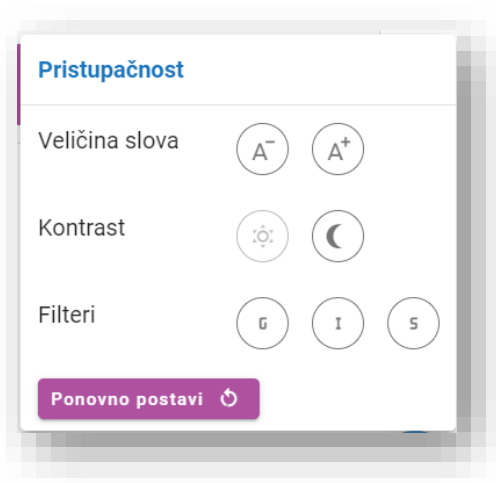 Pristupačnost
Veličina slova A- A+
Kontrast
Filteri G I S
Ponovno postavi